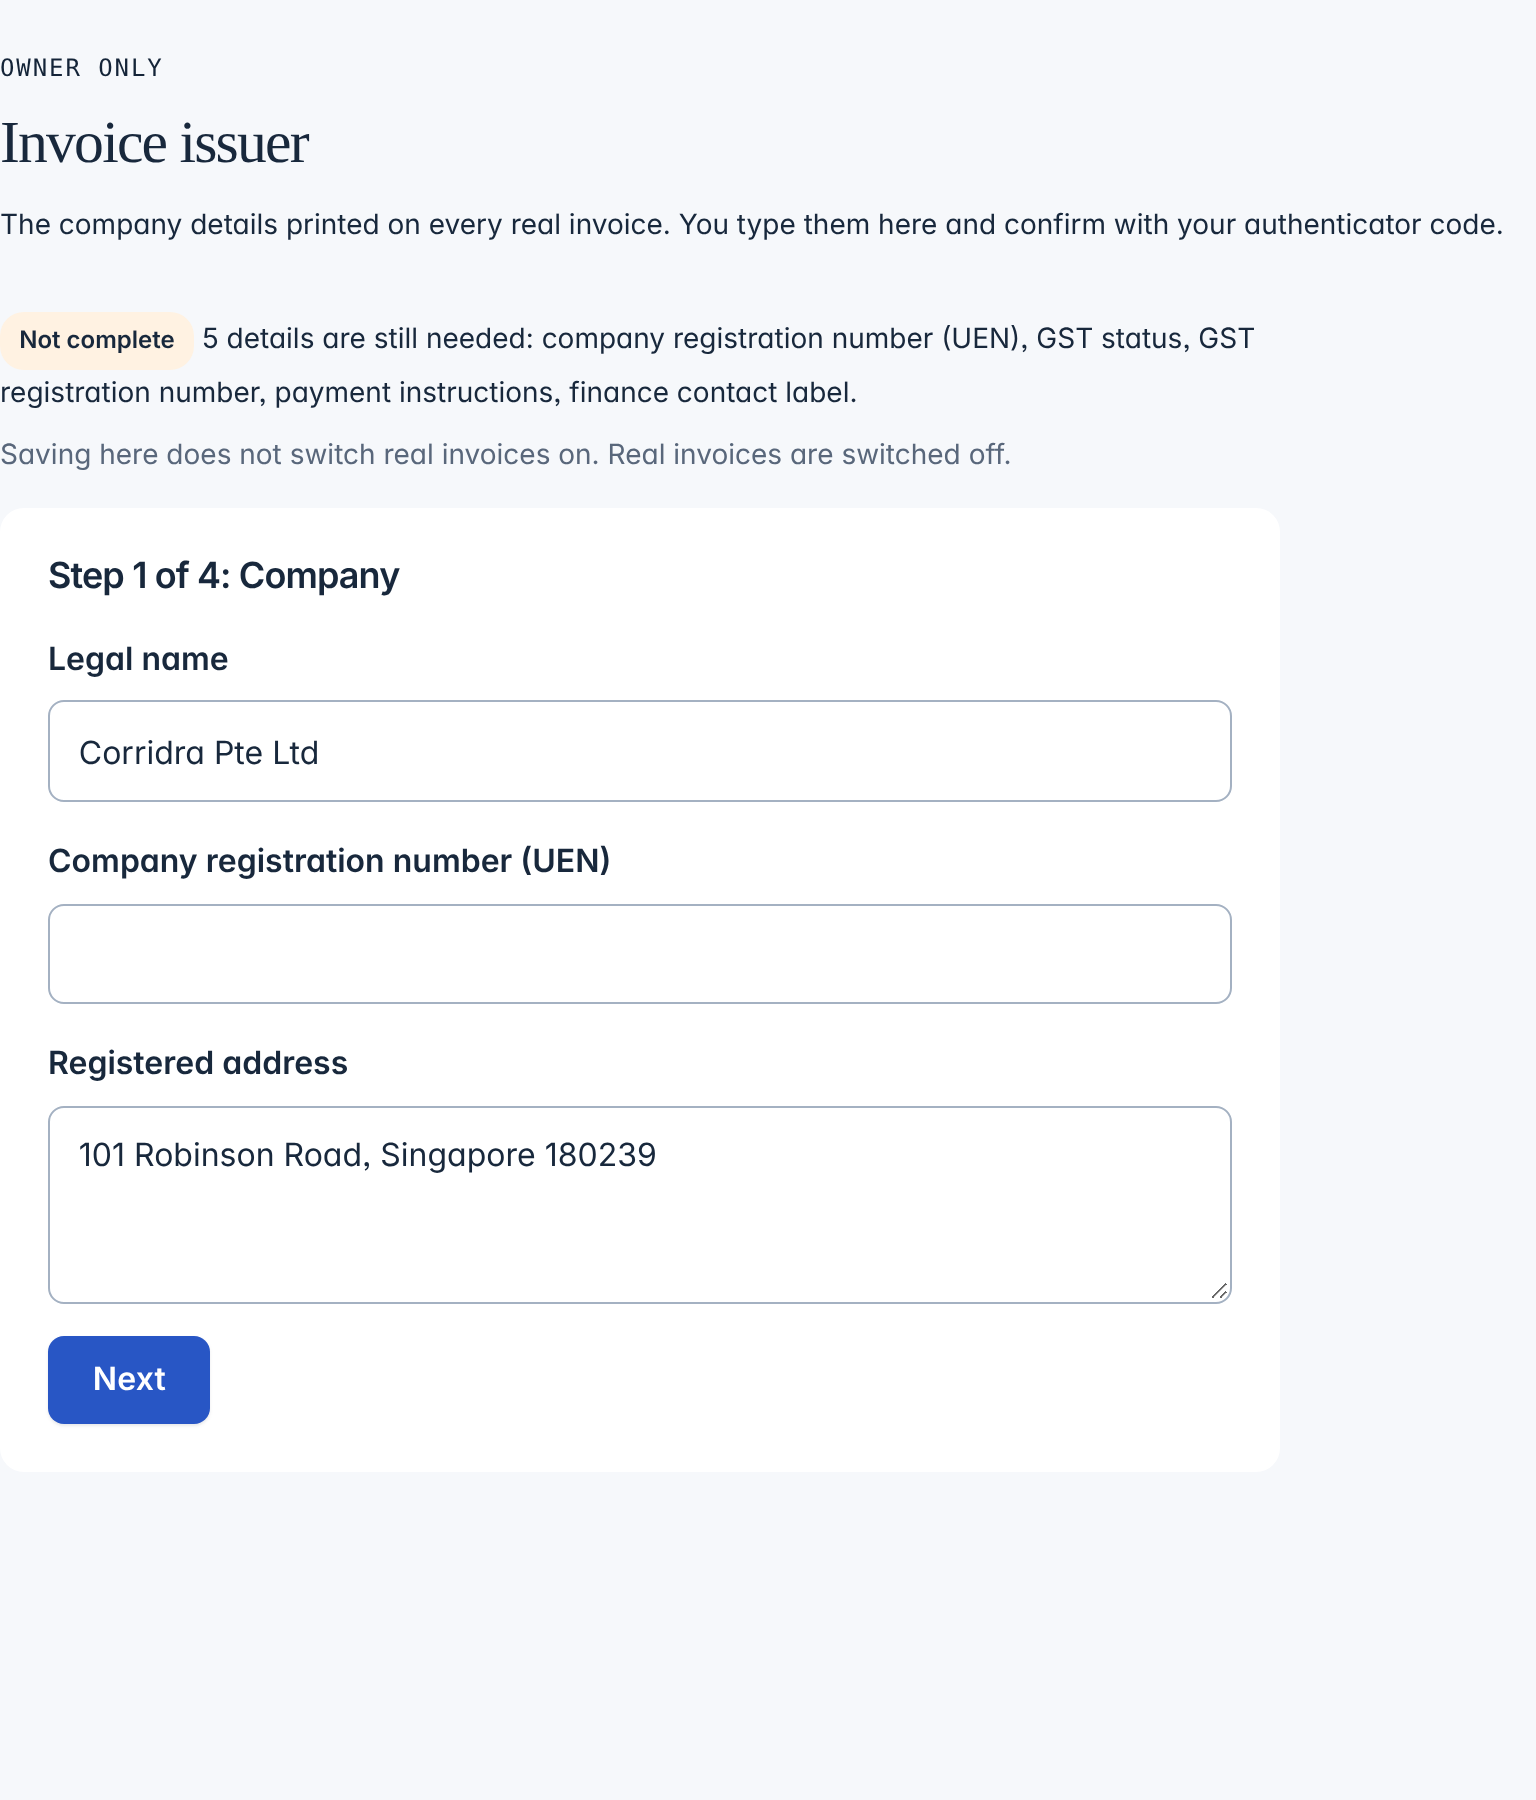 OWNER ONLY
Invoice issuer
The company details printed on every real invoice. You type them here and confirm with your authenticator code.
Not complete 5 details are still needed: company registration number (UEN), GST status, GST
registration number, payment instructions, finance contact label.
Saving here does not switch real invoices on. Real invoices are switched off.
Step 1 of 4: Company
Legal name
Corridra Pte Ltd
Company registration number (UEN)
Registered address
101 Robinson Road, Singapore 180239
Next